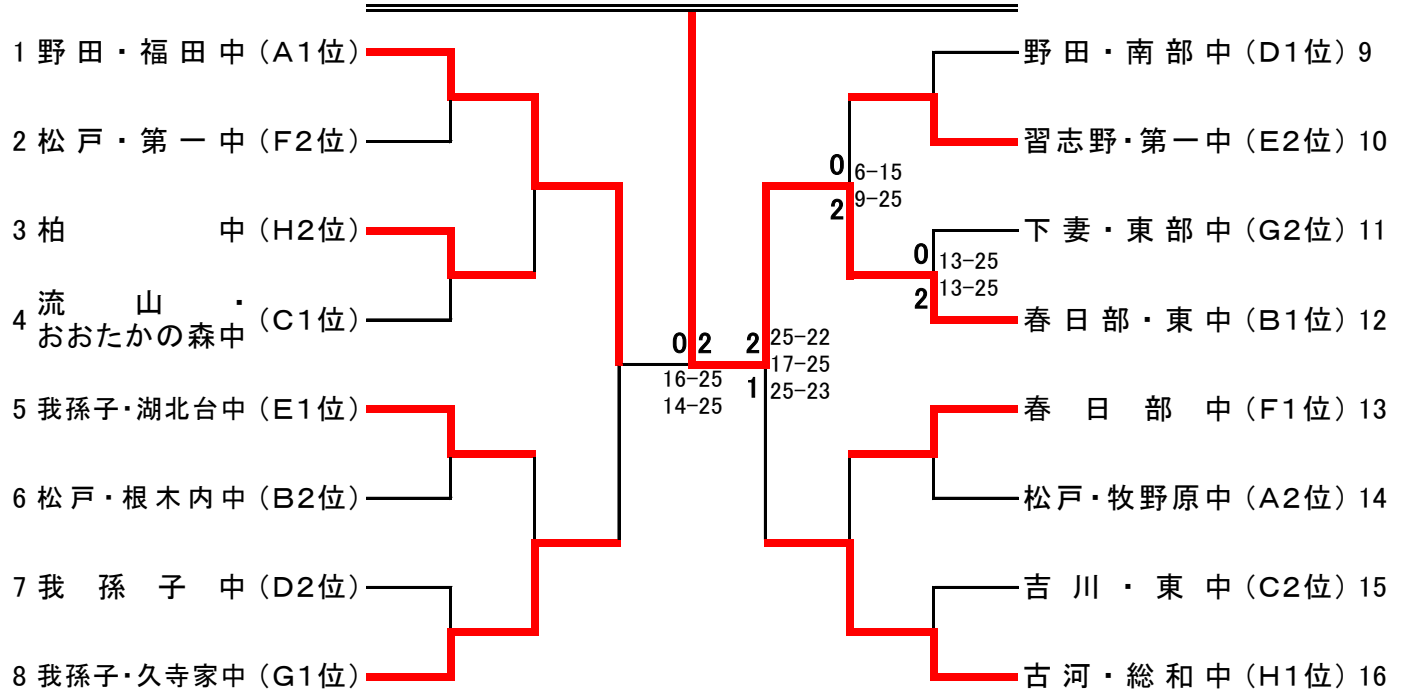 1 野田・福田中（A1位）
2 松戸・第一中（F2位）
3 柏中（H2位）
4 流山・
おおたかの森中（C1位）
5 我孫子・湖北台中（E1位）
6 松戸・根木内中（B2位）
7 我孫子中（D2位）
8 我孫子・久寺家中（G1位）
0 2
16-25
14-25
2
1
25-22
17-25
25-23
0
2
6-15
9-25
0
2
13-25
13-25
野田・南部中（D1位）9
習志野・第一中（E2位）10
下妻・東部中（G2位）11
春日部・東中（B1位）12
春日部中（F1位）13
松戸・牧野原中（A2位）14
吉川・東中（C2位）15
古河・総和中（H1位）16